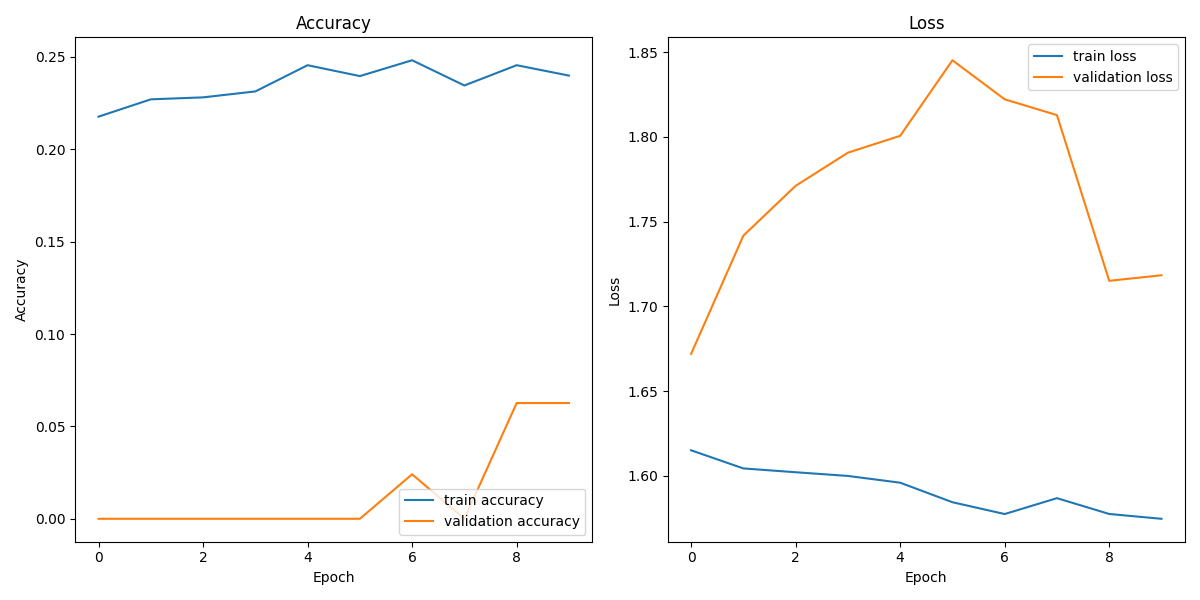 Accuracy
0.25
0.20
0.15
0.10
0.05
0.00
Accuracy
0 2 4 6 8
Epoch
train accuracy
validation accuracy
Loss
1.85
1.80
1.75
1.70
1.65
1.60
Loss
0 2 4 6 8
Epoch
train loss
validation loss